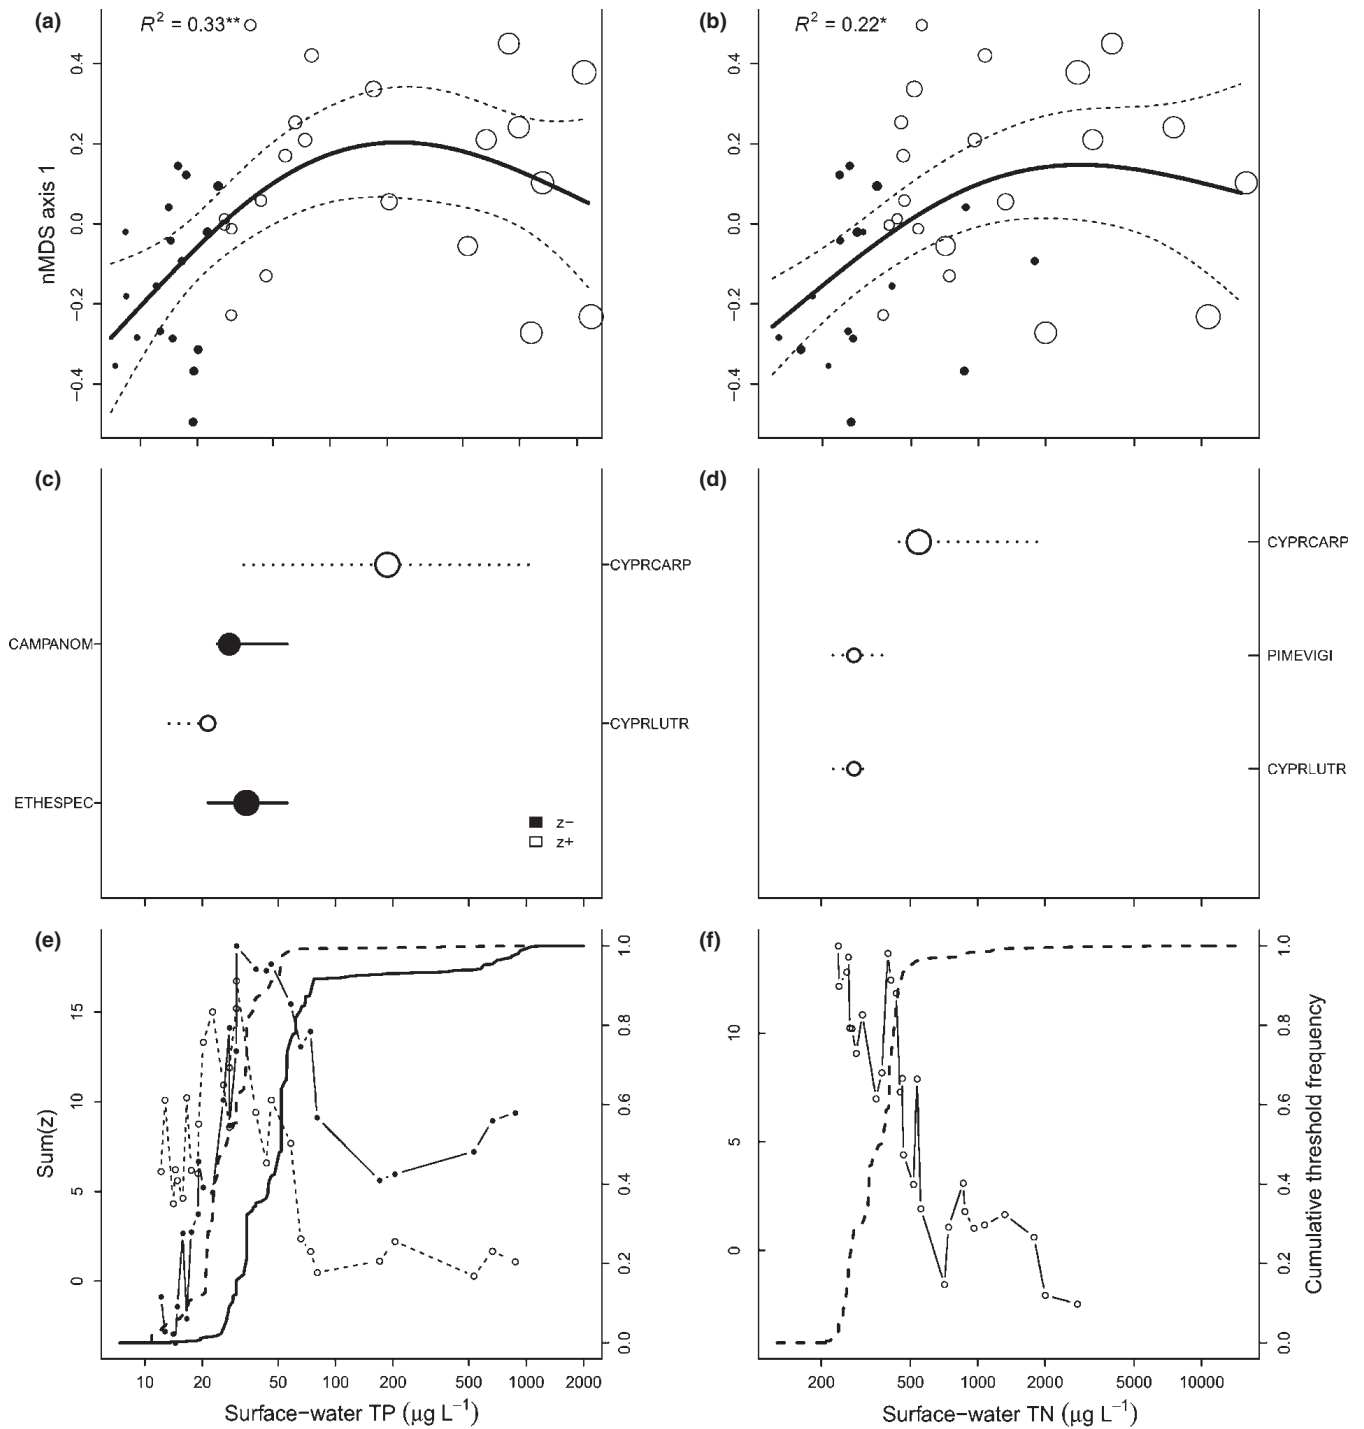 (a)
R² = 0.33**
nMDS axis 1
0.4
0.2
0.0
−0.2
−0.4
(b)
R² = 0.22*
0.4
0.2
0.0
−0.2
−0.4
(c)
CYPRCARP
CAMPANOM
CYPRLUTR
ETHESPEC
z−
z+
(d)
CYPRCARP
PIMEVIGI
CYPRLUTR
(e)
Sum(z)
15
10
5
0
1.0
0.8
0.6
0.4
0.2
0.0
10 20 50 100 200 500 1000 2000
Surface−water TP (μg L⁻¹)
(f)
10
5
0
1.0
0.8
0.6
0.4
0.2
0.0
Cumulative threshold frequency
200 500 1000 2000 5000 10000
Surface−water TN (μg L⁻¹)